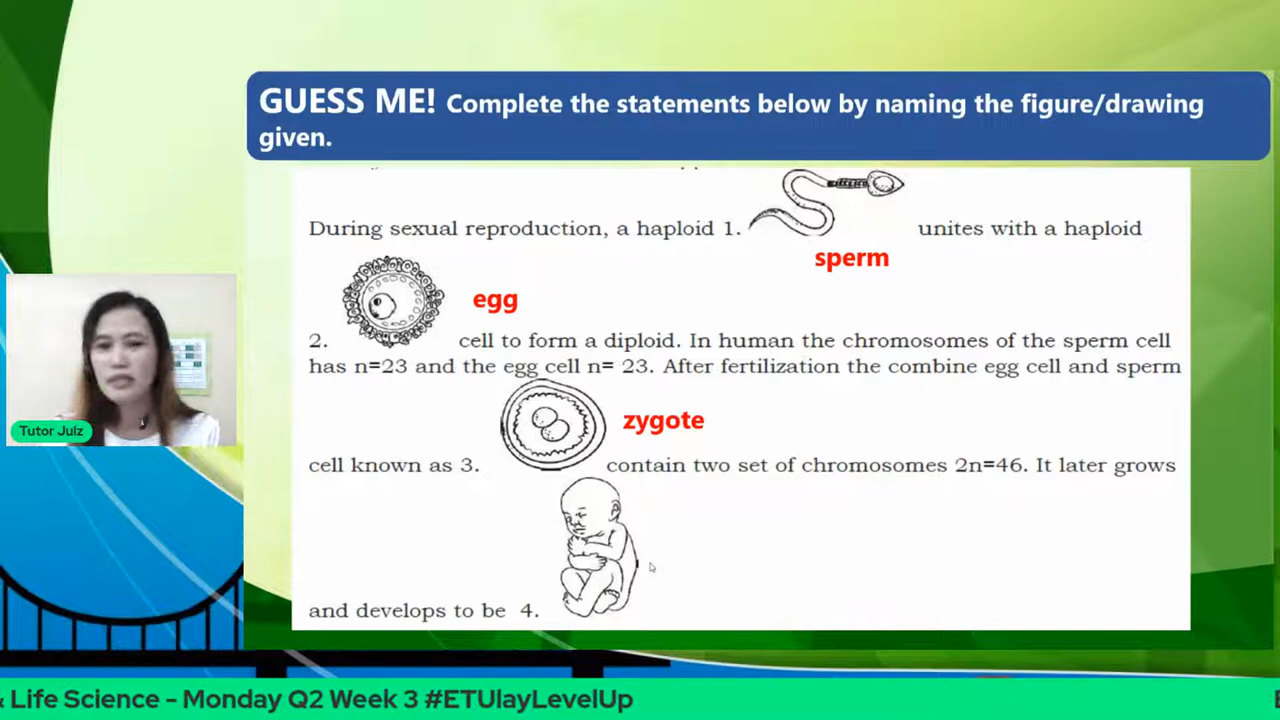 GUESS ME! Complete the statements below by naming the figure/drawing
given.
During sexual reproduction, a haploid 1. unites with a haploid
sperm
egg
2. cell to form a diploid. In human the chromosomes of the sperm cell
has n=23 and the egg cell n= 23. After fertilization the combine egg cell and sperm
zygote
cell known as 3. contain two set of chromosomes 2n=46. It later grows
and develops to be 4.
Tutor Julz
& Life Science - Monday Q2 Week 3 #ETUlayLevelUp